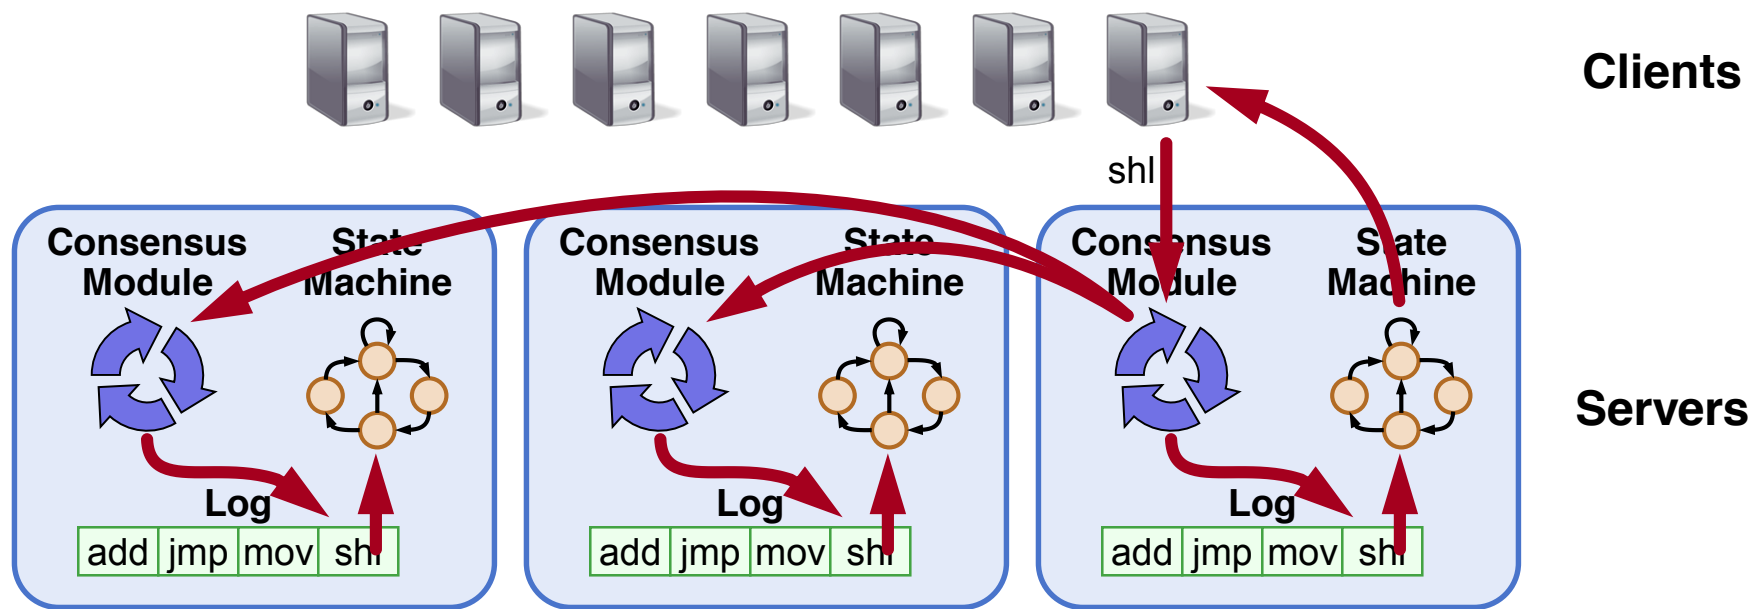 Clients
shl
Consensus Module
State Machine
Consensus Module
State Machine
Consensus Module
State Machine
Servers
Log
add jmp mov shl
Log
add jmp mov shl
Log
add jmp mov shl